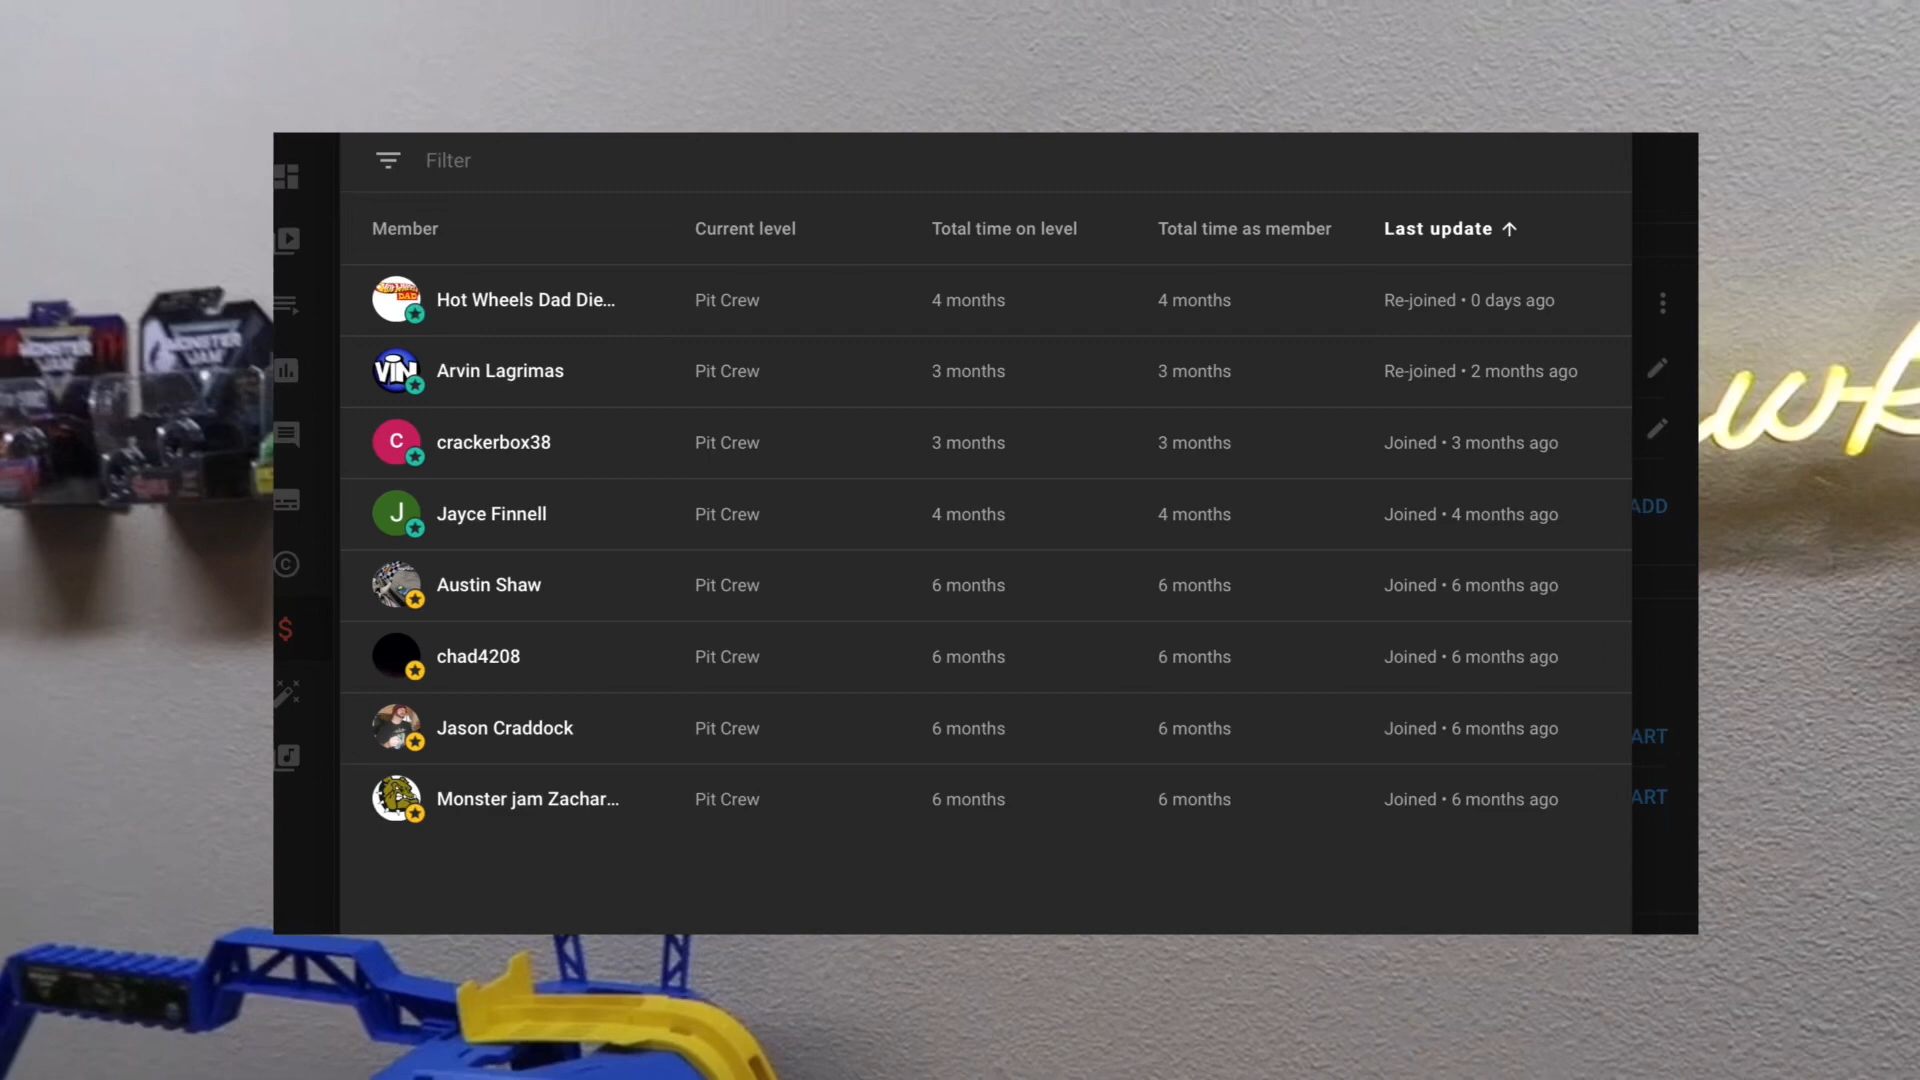 Filter
Member Current level Total time on level Total time as member Last update
Hot Wheels Dad Die... Pit Crew 4 months 4 months Re-joined • 0 days ago
VIN Arvin Lagrimas Pit Crew 3 months 3 months Re-joined • 2 months ago
C crackerbox38 Pit Crew 3 months 3 months Joined • 3 months ago
J Jayce Finnell Pit Crew 4 months 4 months Joined • 4 months ago
Austin Shaw Pit Crew 6 months 6 months Joined • 6 months ago
chad4208 Pit Crew 6 months 6 months Joined • 6 months ago
Jason Craddock Pit Crew 6 months 6 months Joined • 6 months ago
Monster jam Zachar... Pit Crew 6 months 6 months Joined • 6 months ago
ADD
ART
ART
MONSTER JAM
MONSTER JAM
wk